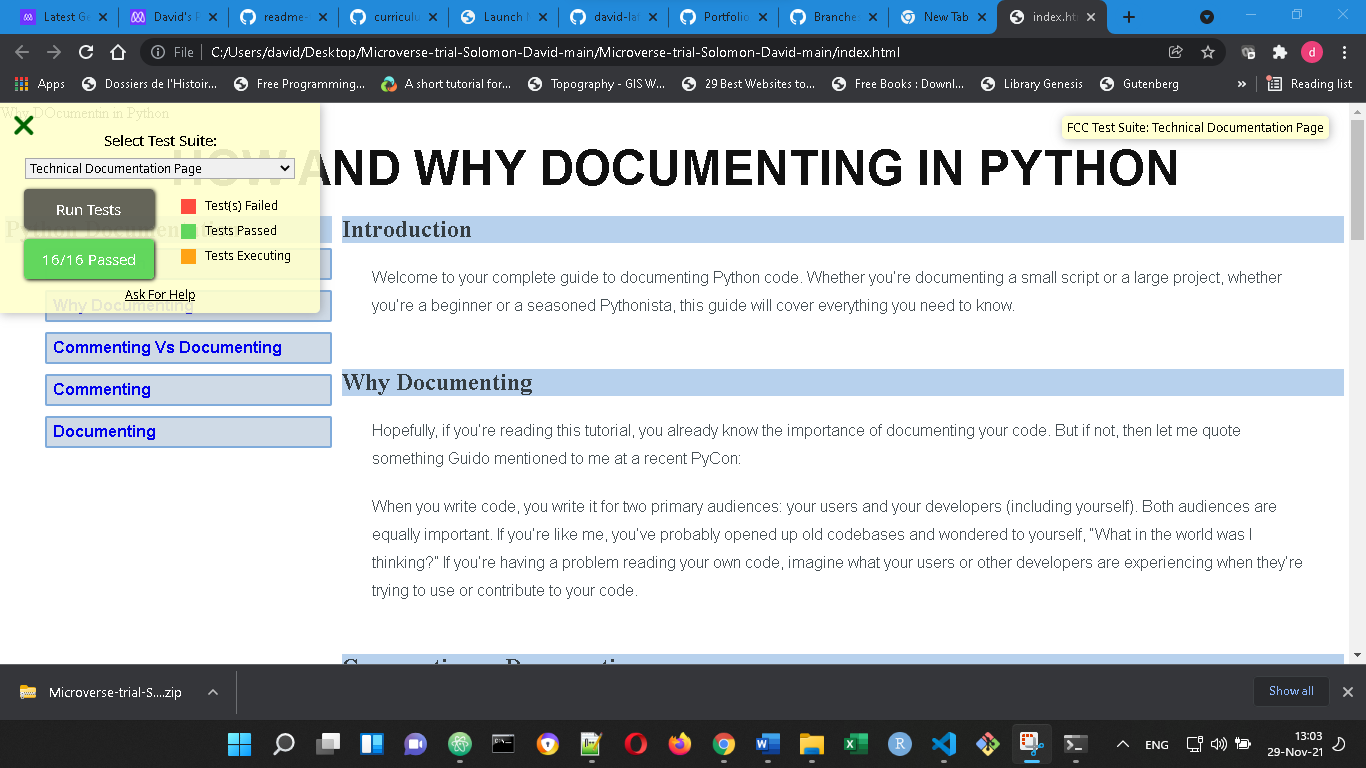 Latest Ge
David's P
readme-
curriculu
Launch
david-la
Portfolio
Branche
New Tab
index.ht
File
C:/Users/david/Desktop/Microverse-trial-Solomon-David-main/Microverse-trial-Solomon-David-main/index.html
d
Apps
Dossiers de l'Histoir...
Free Programming...
A short tutorial for...
Topography - GIS W...
29 Best Websites to...
Free Books : Downl...
Library Genesis
Gutenberg
»
Reading list
Why DOcumentin in Python
Select Test Suite:
Technical Documentation Page
Run Tests
16/16 Passed
Test(s) Failed
Tests Passed
Tests Executing
Ask For Help
FCC Test Suite: Technical Documentation Page
HOW AND WHY DOCUMENTING IN PYTHON
Why Documenting
Commenting Vs Documenting
Commenting
Documenting
Introduction
Welcome to your complete guide to documenting Python code. Whether you're documenting a small script or a large project, whether
you're a beginner or a seasoned Pythonista, this guide will cover everything you need to know.
Why Documenting
Hopefully, if you're reading this tutorial, you already know the importance of documenting your code. But if not, then let me quote
something Guido mentioned to me at a recent PyCon:
When you write code, you write it for two primary audiences: your users and your developers (including yourself). Both audiences are
equally important. If you're like me, you've probably opened up old codebases and wondered to yourself, "What in the world was I
thinking?" If you're having a problem reading your own code, imagine what your users or other developers are experiencing when they're
trying to use or contribute to your code.
Microverse-trial-S....zip
Show all
ENG
13:03
29-Nov-21